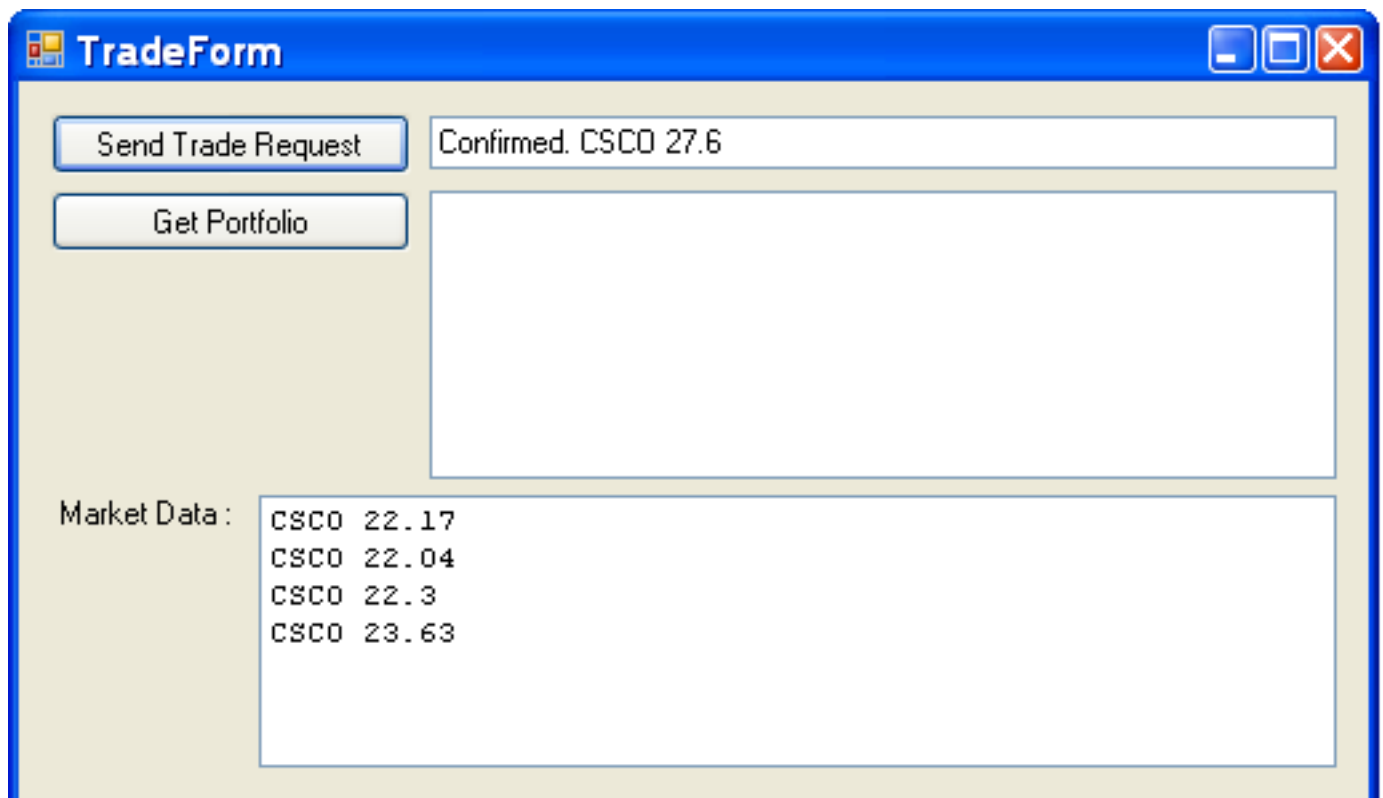 TradeForm
Send Trade Request
Confirmed. CSCO 27.6
Get Portfolio
Market Data :
CSCO 22.17
CSCO 22.04
CSCO 22.3
CSCO 23.63